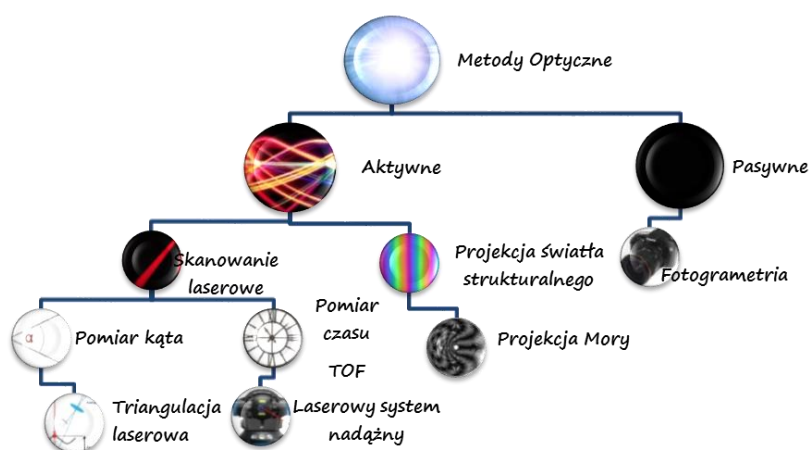 Metody Optyczne
Aktywne
Pasywne
Skanowanie
laserowe
Projekcja światła
strukturalnego
Fotogrametria
Pomiar kąta
Pomiar
czasu
TOF
Projekcja Mory
Triangulacja
laserowa
Laserowy system
nadążny
α